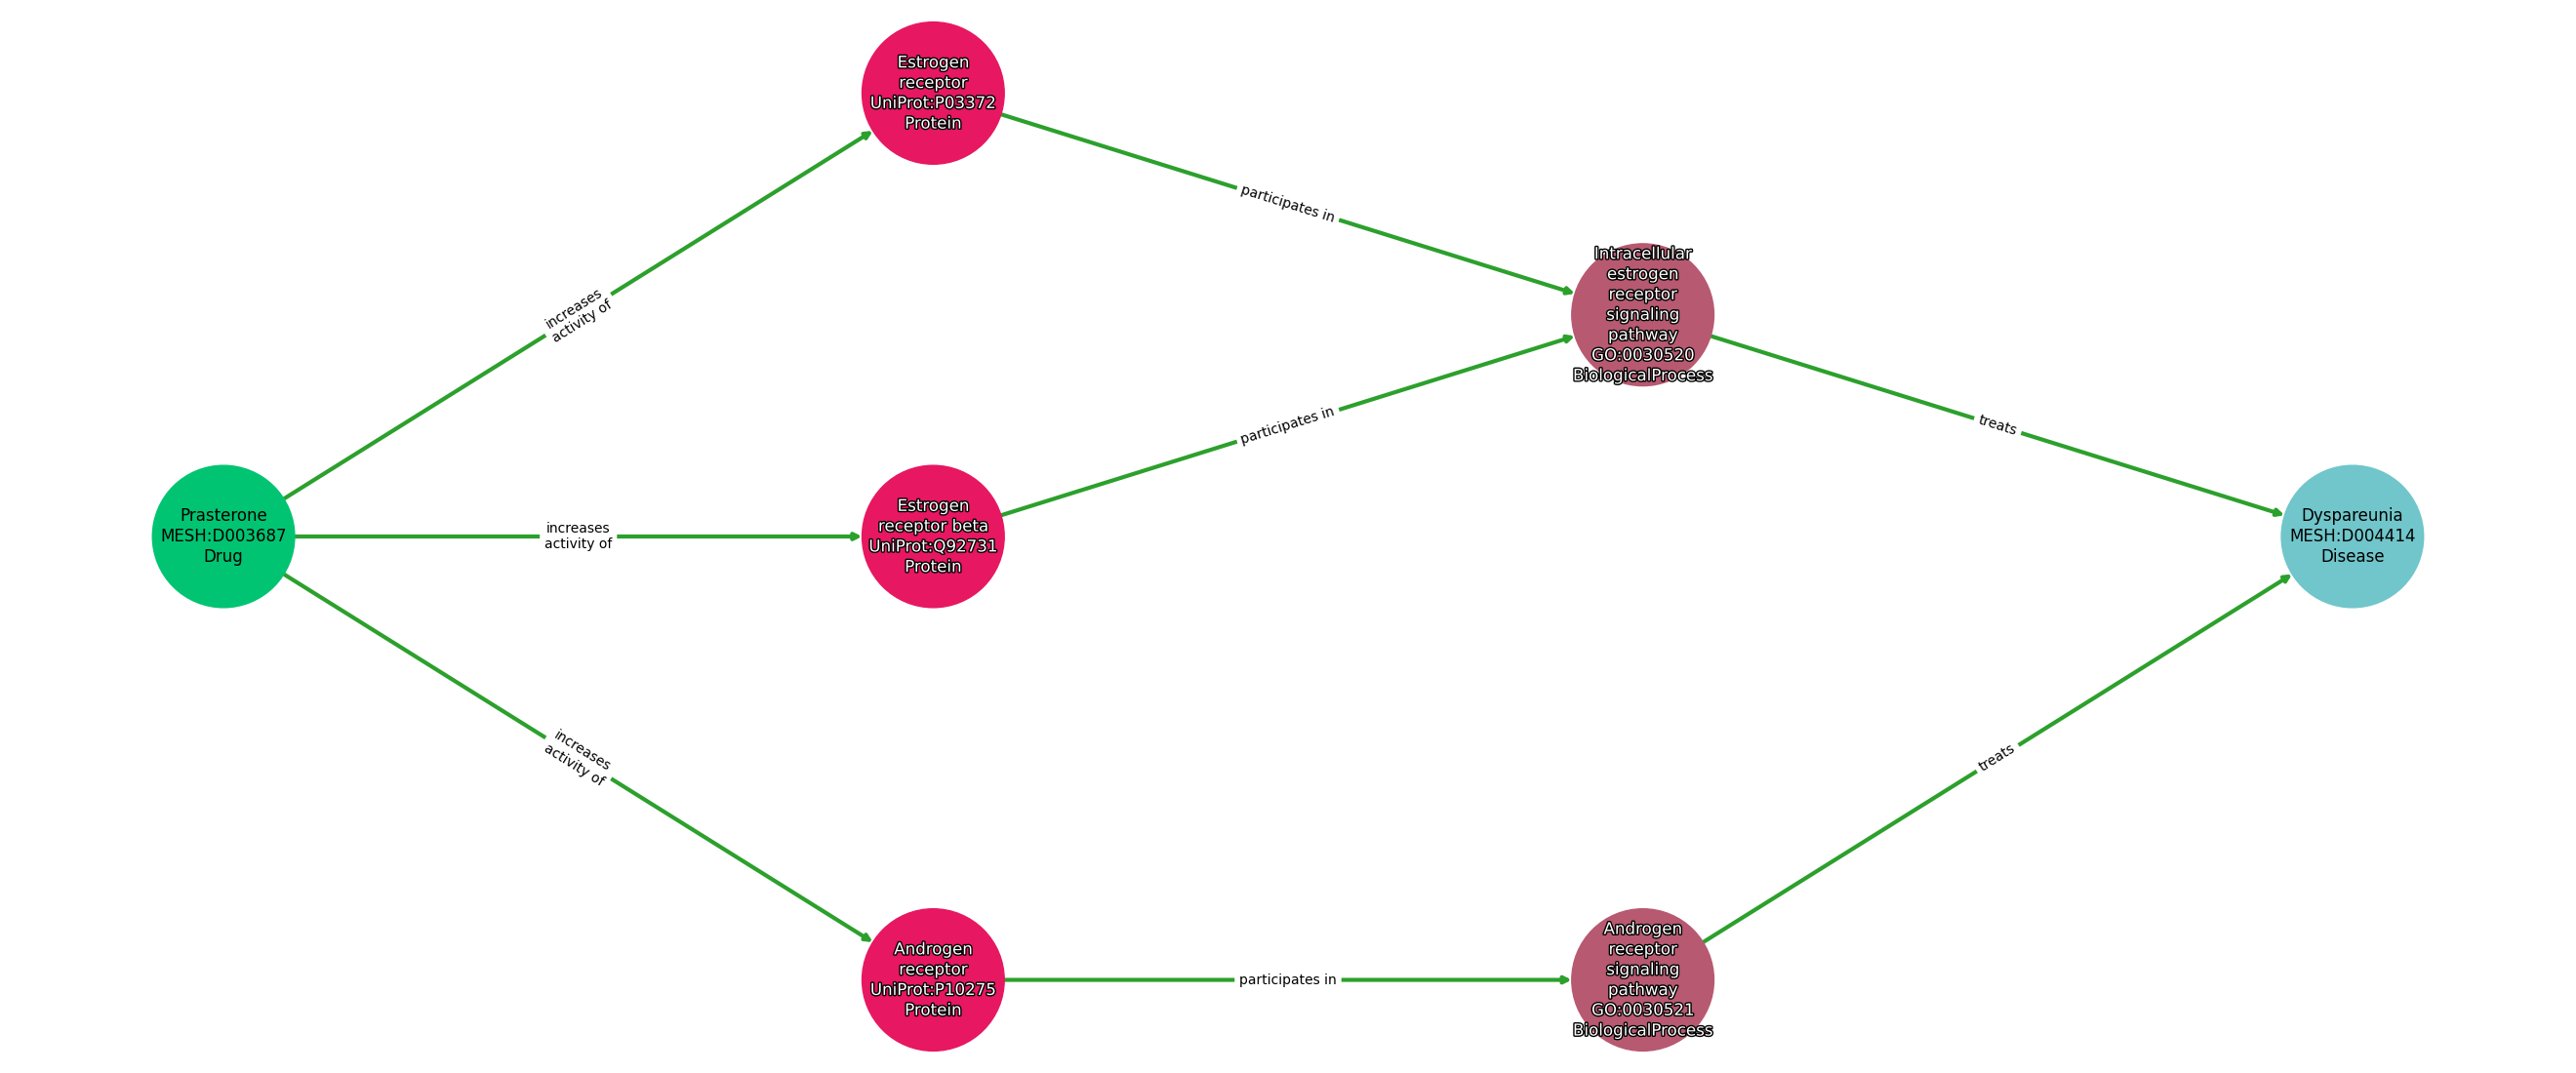 Estrogen
receptor
UniProt:P03372
Protein
participates in
Intracellular
estrogen
receptor
signaling
pathway
GO:0030520
BiologicalProcess
increases
activity of
participates in
treats
Prasterone
MESH:D003687
Drug
increases
activity of
Estrogen
receptor beta
UniProt:Q92731
Protein
Dyspareunia
MESH:D004414
Disease
increases
activity of
treats
Androgen
receptor
UniProt:P10275
Protein
participates in
Androgen
receptor
signaling
pathway
GO:0030521
BiologicalProcess